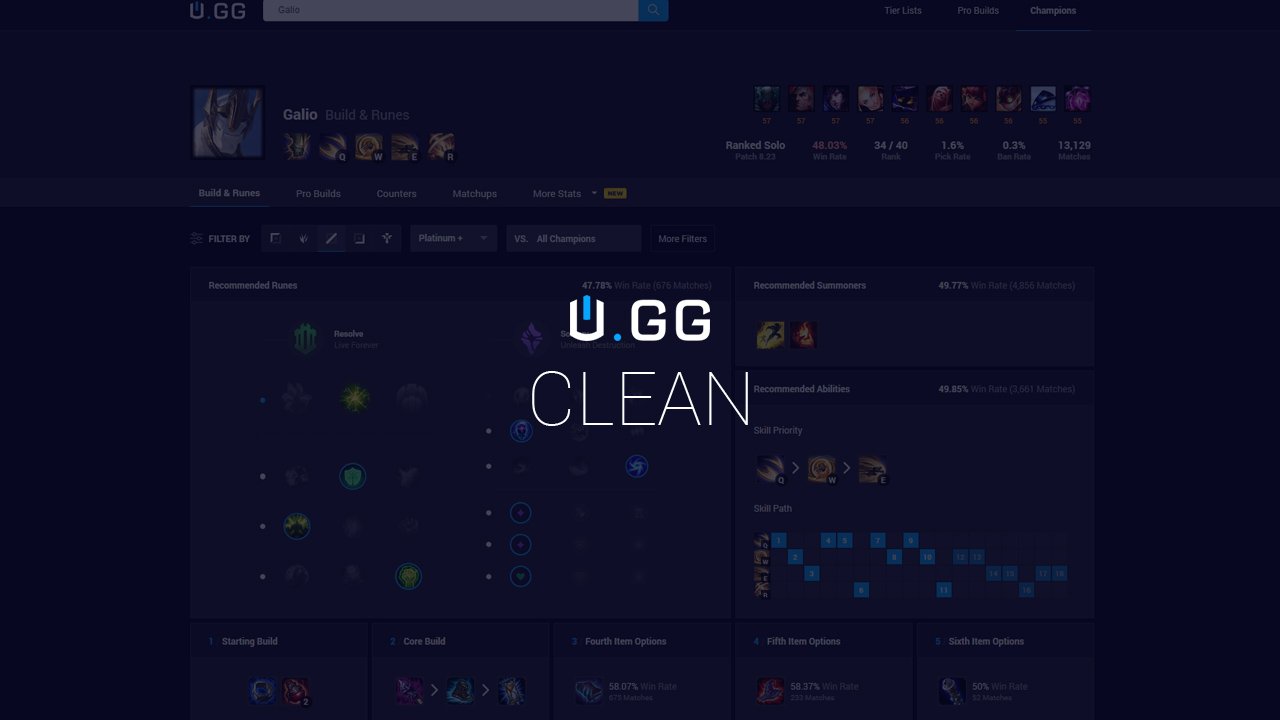 U.GG
Galio
Tier Lists
Pro Builds
Champions
Galio Build & Runes
Q
W
E
R
57
57
57
57
56
56
56
56
55
55
Ranked Solo
Patch 8.23
48.03%
Win Rate
34 / 40
Rank
1.6%
Pick Rate
0.3%
Ban Rate
13,129
Matches
Build & Runes
Pro Builds
Counters
Matchups
More Stats
NEW
FILTER BY
Platinum +
VS. All Champions
More Filters
Recommended Runes
47.78% Win Rate (676 Matches)
Resolve
Live Forever
Unleash Destruction
U.GG
CLEAN
Recommended Summoners
49.77% Win Rate (4,856 Matches)
Recommended Abilities
49.85% Win Rate (3,661 Matches)
Skill Priority
Q
W
E
Skill Path
Q 1 4 5 7 9
W 2 8 10 12 13
E 3 14 15 17 18
R 6 11 16
1 Starting Build
2
2 Core Build
3 Fourth Item Options
58.07% Win Rate
675 Matches
4 Fifth Item Options
58.37% Win Rate
233 Matches
5 Sixth Item Options
50% Win Rate
52 Matches